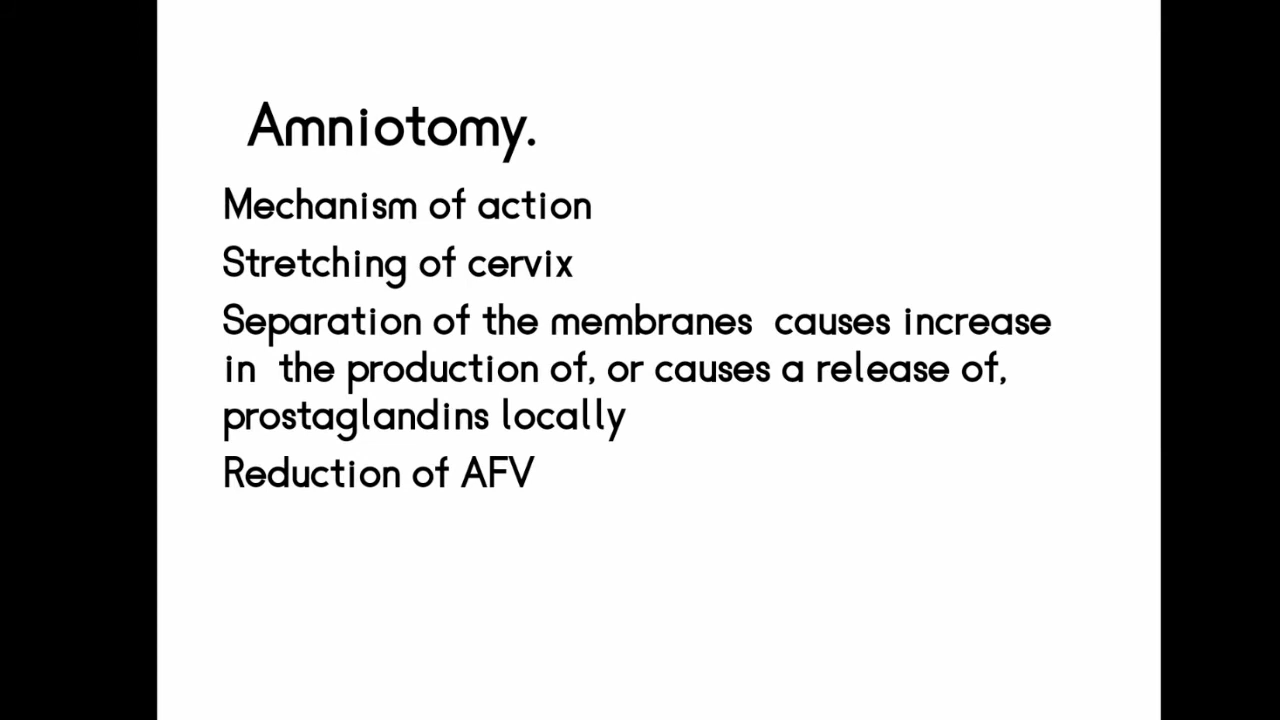 Amniotomy.
Mechanism of action
Stretching of cervix
Separation of the membranes  causes increase
in  the production of, or causes a release of,
prostaglandins locally
Reduction of AFV